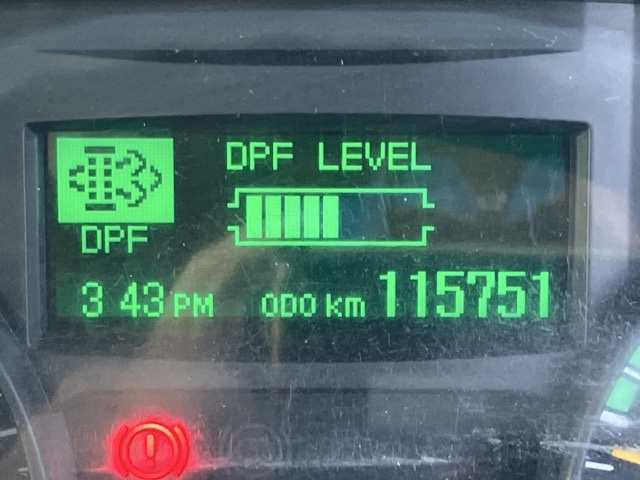 DPF LEVEL
DPF
3 43 PM ODO km 115751